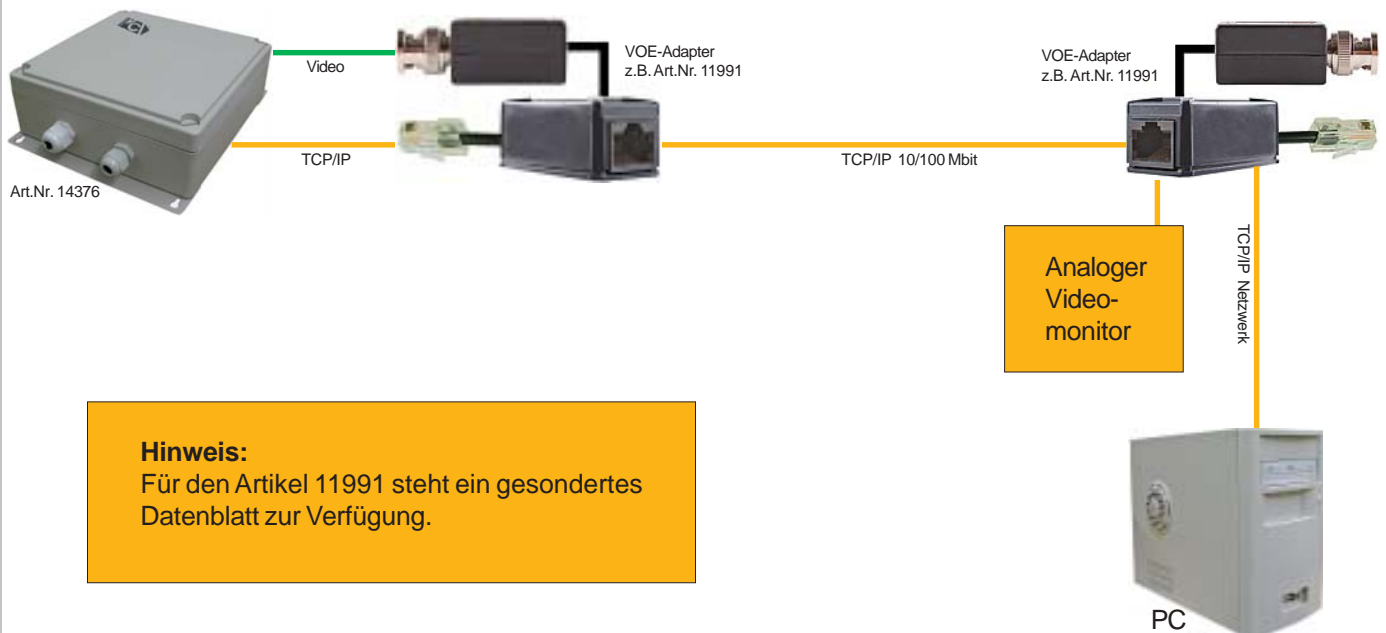 VOE-Adapter
z.B. Art.Nr. 11991
VOE-Adapter
z.B. Art.Nr. 11991
Video
TCP/IP
TCP/IP 10/100 Mbit
Art.Nr. 14376
TCP/IP Netzwerk
Analoger
Video-
monitor
Hinweis:
Für den Artikel 11991 steht ein gesondertes
Datenblatt zur Verfügung.
PC